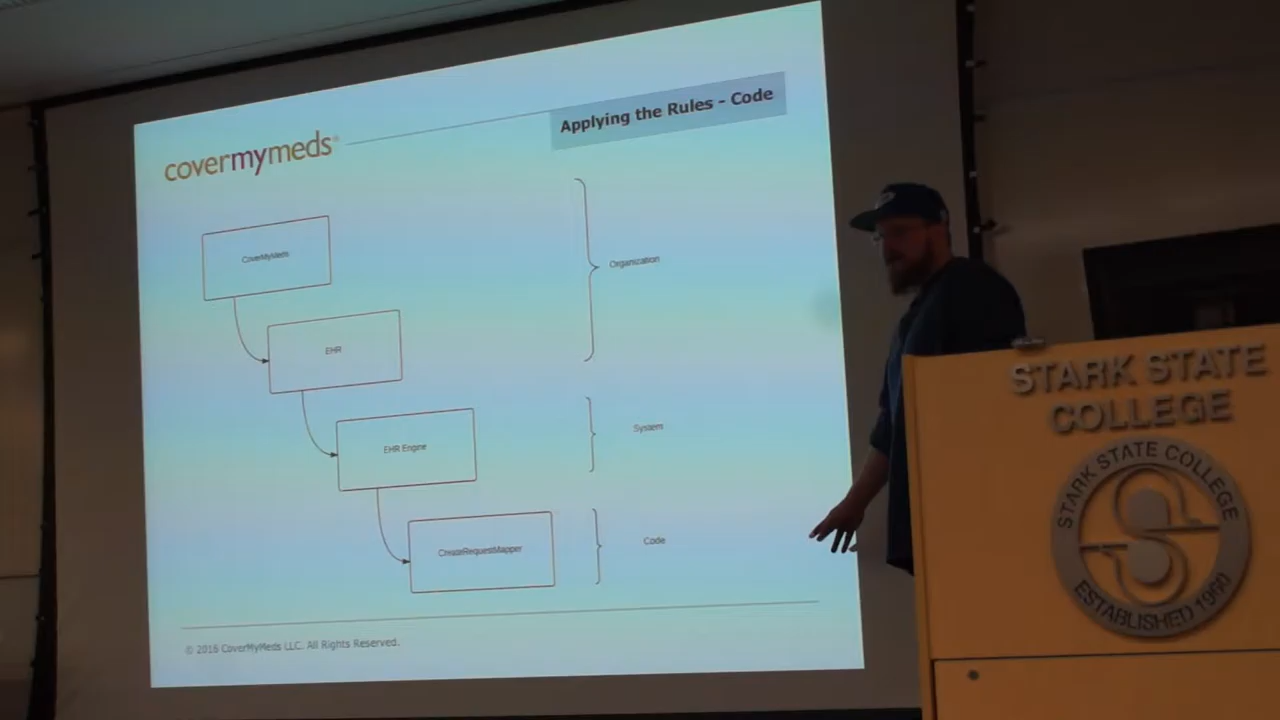 Applying the Rules - Code
covermymeds®
CoverMyMeds
Organization
EHR
EHR Engine
System
CreateRequestMapper
Code
© 2016 CoverMyMeds LLC. All Rights Reserved.
STARK STATE
COLLEGE
STARK STATE COLLEGE
ESTABLISHED 1960